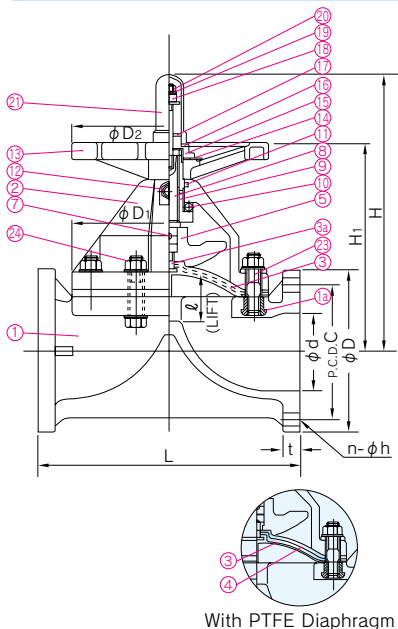 20
19
18
17
16
15
14
11
8
9
10
5
3a
23
3
1a
21
φD2
13
12
2
φD1
7
24
1
ℓ
(LIFT)
H
H1
φd
P.C.D.C
φD
t
n-φh
L
3
4
With PTFE Diaphragm